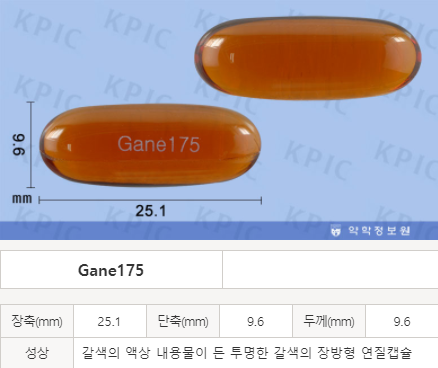 KPIC
Gane175
9.6
mm
25.1
약학정보원
Gane175
장축(mm) 25.1 단축(mm) 9.6 두께(mm) 9.6
성상 갈색의 액상 내용물이 든 투명한 갈색의 장방형 연질캡슐